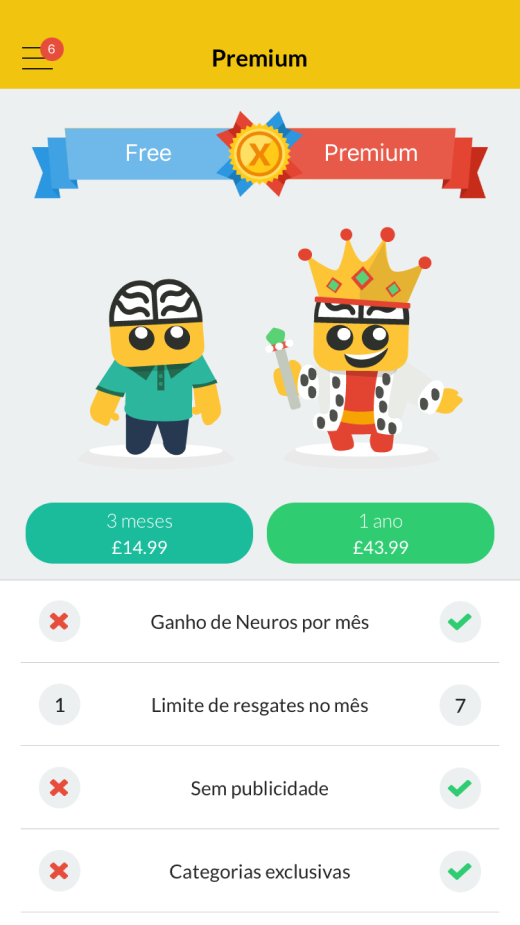 6
Premium
Free
X
Premium
3 meses
£14.99
1 ano
£43.99
Ganho de Neuros por mês
1
Limite de resgates no mês
7
Sem publicidade
Categorias exclusivas